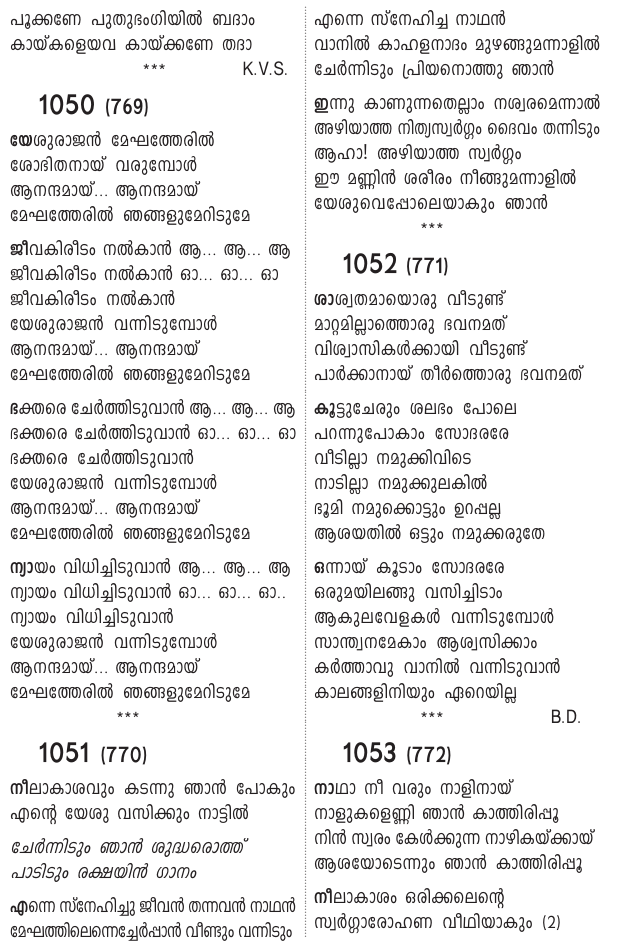 പൂക്കണേ പുതുഭംഗിയിൽ ബദാം
കായ്കളെയവ കായ്ക്കണേ തദാ
*** K.V.S.
1050 (769)
യേശുരാജൻ മേഘത്തേരിൽ
ശോഭിതനായ് വരുമ്പോൾ
ആനന്ദമായ്... ആനന്ദമായ്
മേഘത്തേരിൽ ഞങ്ങളുമേറിടുമേ
ജീവകിരീടം നൽകാൻ ആ... ആ... ആ
ജീവകിരീടം നൽകാൻ ഓ... ഓ... ഓ
ജീവകിരീടം നൽകാൻ
യേശുരാജൻ വന്നിടുമ്പോൾ
ആനന്ദമായ്... ആനന്ദമായ്
മേഘത്തേരിൽ ഞങ്ങളുമേറിടുമേ
ഭക്തരെ ചേർത്തിടുവാൻ ആ... ആ... ആ
ഭക്തരെ ചേർത്തിടുവാൻ ഓ... ഓ... ഓ
ഭക്തരെ ചേർത്തിടുവാൻ
യേശുരാജൻ വന്നിടുമ്പോൾ
ആനന്ദമായ്... ആനന്ദമായ്
മേഘത്തേരിൽ ഞങ്ങളുമേറിടുമേ
ന്യായം വിധിച്ചിടുവാൻ ആ... ആ... ആ
ന്യായം വിധിച്ചിടുവാൻ ഓ... ഓ... ഓ..
ന്യായം വിധിച്ചിടുവാൻ
യേശുരാജൻ വന്നിടുമ്പോൾ
ആനന്ദമായ്... ആനന്ദമായ്
മേഘത്തേരിൽ ഞങ്ങളുമേറിടുമേ
***
1051 (770)
നീലാകാശവും കടന്നു ഞാൻ പോകും
എന്റെ യേശു വസിക്കും നാട്ടിൽ
ചേർന്നിടും ഞാൻ ശുദ്ധരൊത്ത്
പാടിടും രക്ഷയിൻ ഗാനം
എന്നെ സ്നേഹിച്ചു ജീവൻ തന്നവൻ നാഥൻ
മേഘത്തിലെന്നെച്ചേർപ്പാൻ വീണ്ടും വന്നിടും
എന്നെ സ്നേഹിച്ച നാഥൻ
വാനിൽ കാഹളനാദം മുഴങ്ങുമന്നാളിൽ
ചേർന്നിടും പ്രിയനൊത്തു ഞാൻ
ഇന്നു കാണുന്നതെല്ലാം നശ്വരമെന്നാൽ
അഴിയാത്ത നിത്യസ്വർഗ്ഗം ദൈവം തന്നിടും
ആഹാ! അഴിയാത്ത സ്വർഗ്ഗം
ഈ മണ്ണിൻ ശരീരം നീങ്ങുമന്നാളിൽ
യേശുവെപ്പോലെയാകും ഞാൻ
***
1052 (771)
ശാശ്വതമായൊരു വീടുണ്ട്
മാറ്റമില്ലാത്തൊരു ഭവനമത്
വിശ്വാസികൾക്കായി വീടുണ്ട്
പാർക്കാനായ് തീർത്തൊരു ഭവനമത്
കൂട്ടുചേരും ശലഭം പോലെ
പറന്നുപോകാം സോദരരേ
വീടില്ലാ നമുക്കിവിടെ
നാടില്ലാ നമുക്കുലകിൽ
ഭൂമി നമുക്കൊട്ടും ഉറപ്പല്ല
ആശയതിൽ ഒട്ടും നമുക്കരുതേ
ഒന്നായ് കൂടാം സോദരരേ
ഒരുമയിലങ്ങു വസിച്ചിടാം
ആകുലവേളകൾ വന്നിടുമ്പോൾ
സാന്ത്വനമേകാം ആശ്വസിക്കാം
കർത്താവു വാനിൽ വന്നിടുവാൻ
കാലങ്ങളിനിയും ഏറെയില്ല
*** B.D.
1053 (772)
നാഥാ നീ വരും നാളിനായ്
നാളുകളെണ്ണി ഞാൻ കാത്തിരിപ്പൂ
നിൻ സ്വരം കേൾക്കുന്ന നാഴികയ്ക്കായ്
ആശയോടെന്നും ഞാൻ കാത്തിരിപ്പൂ
നീലാകാശം ഒരിക്കലെന്റെ
സ്വർഗ്ഗാരോഹണ വീഥിയാകും (2)